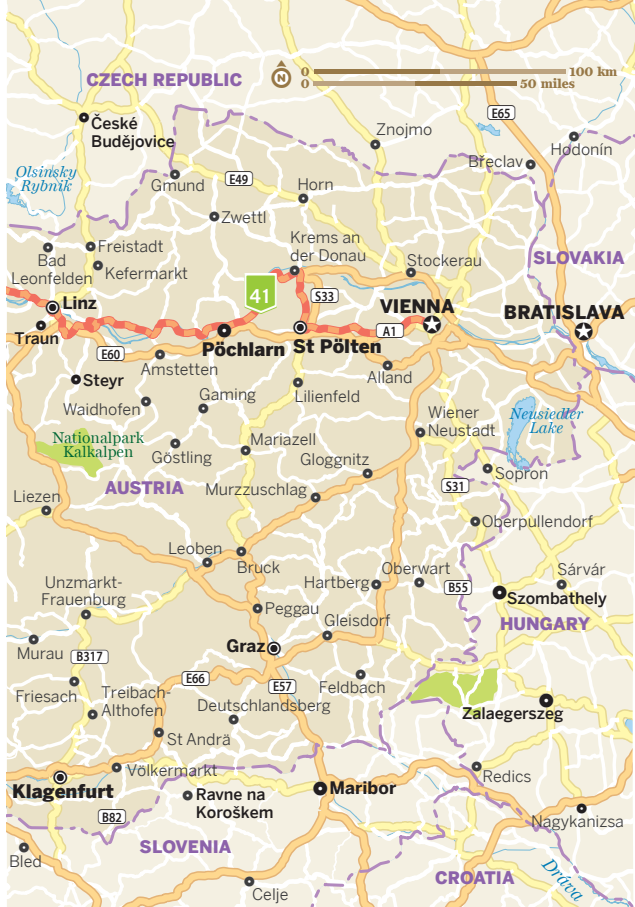 CZECH REPUBLIC
N
0 100 km
0 50 miles
E65
České
Budějovice
Znojmo
Hodonín
Břeclav
Olsinsky
Rybnik
Gmund
E49
Horn
Zwettl
Freistadt
Bad
Leonfelden
Kefermarkt
Krems an
der Donau
Stockerau
SLOVAKIA
41
S33
Linz
VIENNA
BRATISLAVA
Traun
A1
E60
Pöchlarn
St Pölten
Amstetten
Alland
Steyr
Lilienfeld
Gaming
Waidhofen
Wiener
Neustadt
Neusiedler
Lake
Nationalpark
Kalkalpen
Göstling
Mariazell
Gloggnitz
Sopron
AUSTRIA
Murzzuschlag
S31
Liezen
Oberpullendorf
Leoben
Bruck
Unzmarkt-
Frauenburg
Hartberg
Oberwart
B55
Sárvár
Szombathely
Peggau
Gleisdorf
HUNGARY
Murau
B317
Graz
E66
E57
Feldbach
Friesach
Treibach-
Althofen
Deutschlandsberg
Zalaegerszeg
St Andrä
Völkermarkt
Redics
Klagenfurt
Ravne na
Koroškem
Maribor
B82
Nagykanizsa
SLOVENIA
Bled
CROATIA
Dráva
Celje